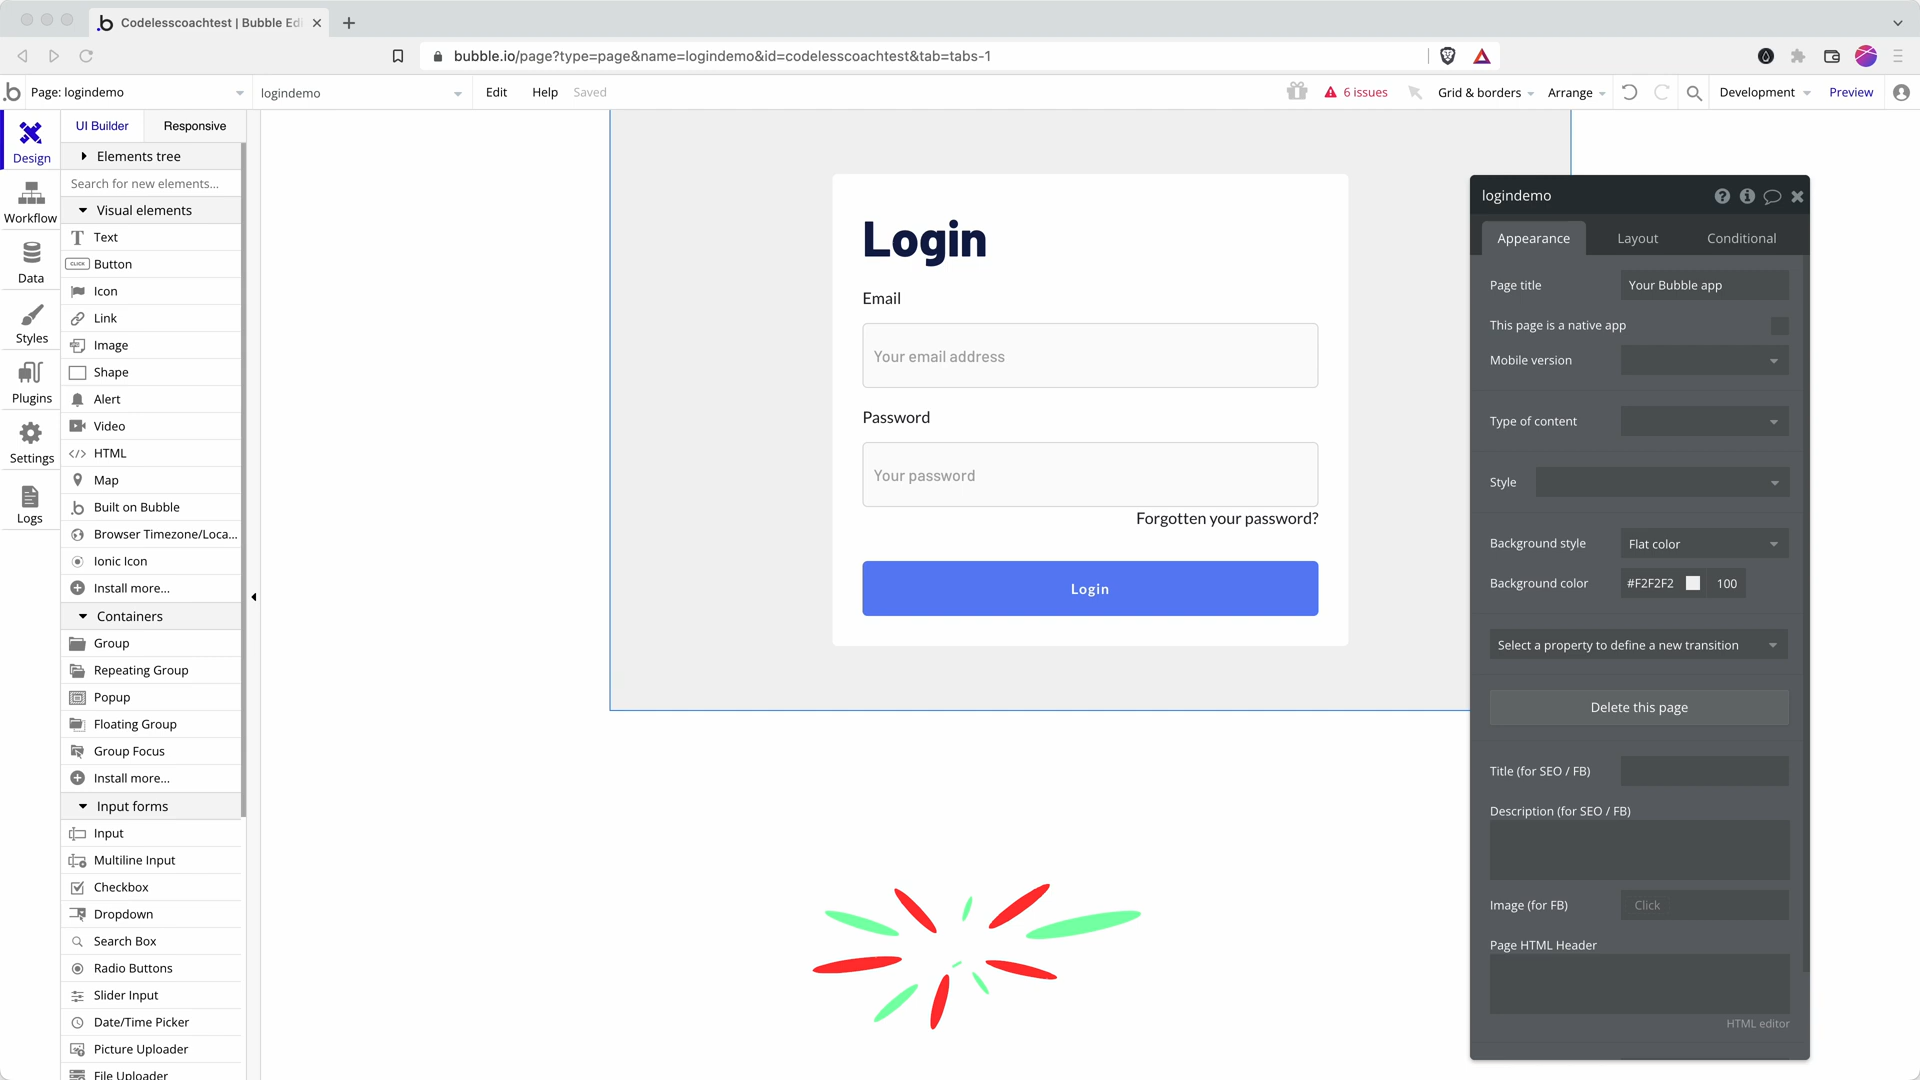 Codelesscoachtest | Bubble Edi
bubble.io/page?type=page&name=logindemo&id=codelesscoachtest&tab=tabs-1
Page: logindemo
logindemo
Edit
Help
Saved
6 issues
Grid & borders
Arrange
Development
Preview
Design
Workflow
Data
Styles
Plugins
Settings
Logs
UI Builder
Responsive
Elements tree
Search for new elements...
Visual elements
Text
CLICK
Button
Icon
Link
Image
Shape
Alert
Video
HTML
Map
Built on Bubble
Browser Timezone/Loca...
Ionic Icon
Install more...
Containers
Group
Repeating Group
Popup
Floating Group
Group Focus
Install more...
Input forms
Input
Multiline Input
Checkbox
Dropdown
Search Box
Radio Buttons
Slider Input
Date/Time Picker
Picture Uploader
File Uploader
Login
Email
Your email address
Password
Your password
Forgotten your password?
Login
logindemo
Appearance
Layout
Conditional
Page title
Your Bubble app
This page is a native app
Mobile version
Type of content
Style
Background style
Flat color
Background color
#F2F2F2
100
Select a property to define a new transition
Delete this page
Title (for SEO / FB)
Description (for SEO / FB)
Image (for FB)
Click
Page HTML Header
HTML editor